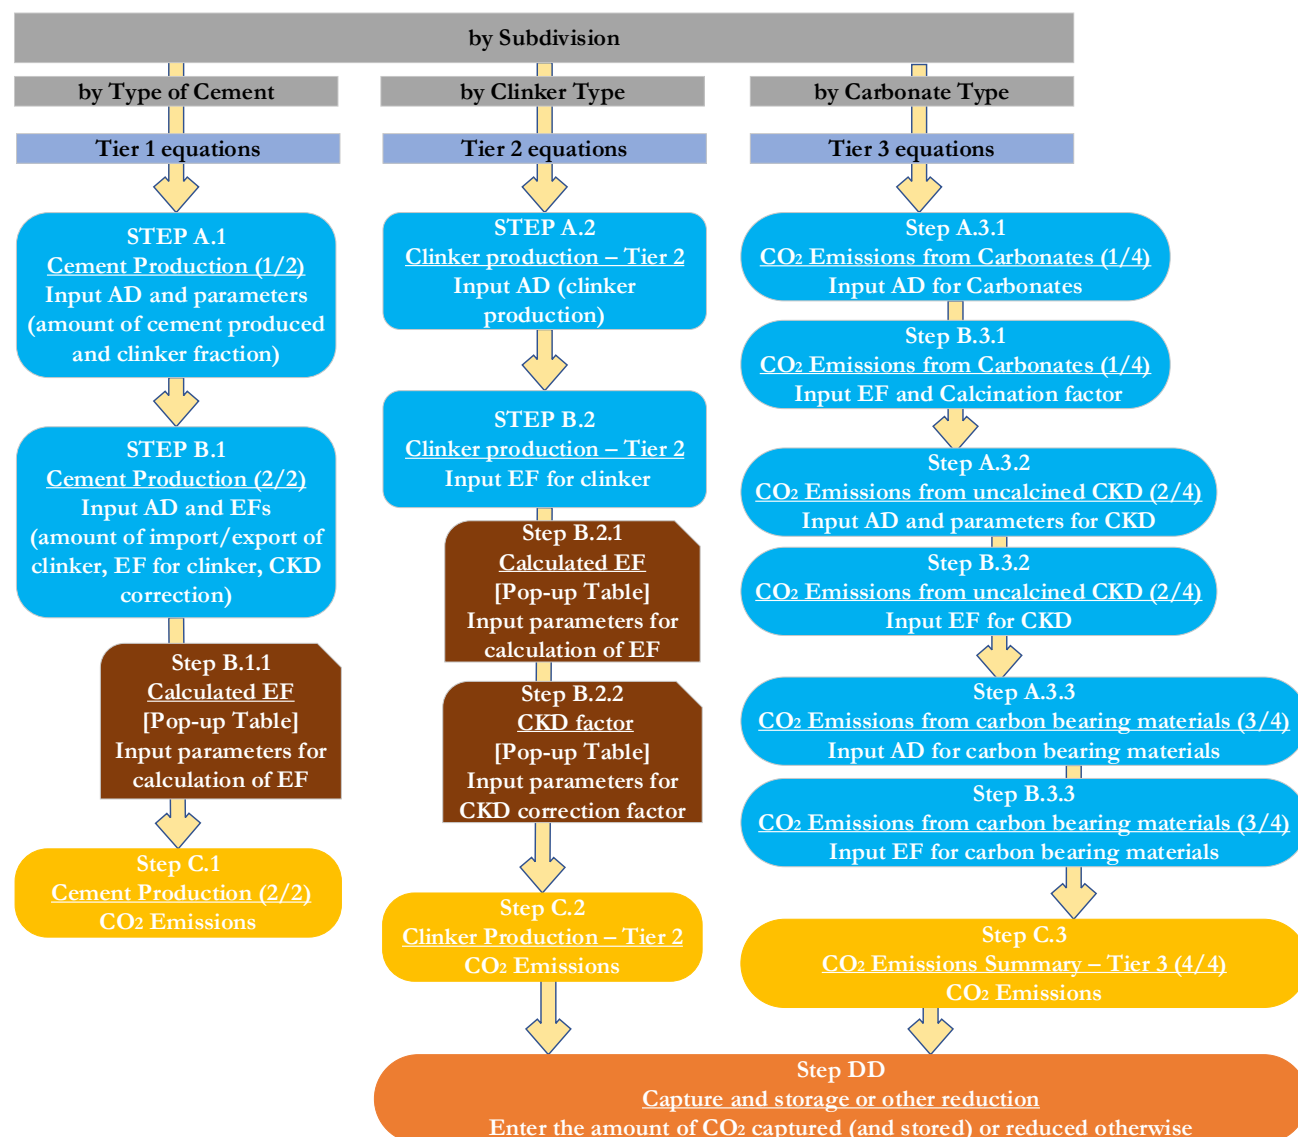 by Subdivision
by Type of Cement
by Clinker Type
by Carbonate Type
Tier 1 equations
Tier 2 equations
Tier 3 equations
STEP A.1
Cement Production (1/2)
Input AD and parameters
(amount of cement produced
and clinker fraction)
STEP B.1
Cement Production (2/2)
Input AD and EFs
(amount of import/export of
clinker, EF for clinker, CKD
correction)
Step B.1.1
Calculated EF
[Pop-up Table]
Input parameters for
calculation of EF
Step C.1
Cement Production (2/2)
CO2 Emissions
STEP A.2
Clinker production – Tier 2
Input AD (clinker
production)
STEP B.2
Clinker production – Tier 2
Input EF for clinker
Step B.2.1
Calculated EF
[Pop-up Table]
Input parameters for
calculation of EF
Step B.2.2
CKD factor
[Pop-up Table]
Input parameters for
CKD correction factor
Step C.2
Clinker Production – Tier 2
CO2 Emissions
Step A.3.1
CO2 Emissions from Carbonates (1/4)
Input AD for Carbonates
Step B.3.1
CO2 Emissions from Carbonates (1/4)
Input EF and Calcination factor
Step A.3.2
CO2 Emissions from uncalcined CKD (2/4)
Input AD and parameters for CKD
Step B.3.2
CO2 Emissions from uncalcined CKD (2/4)
Input EF for CKD
Step A.3.3
CO2 Emissions from carbon bearing materials (3/4)
Input AD for carbon bearing materials
Step B.3.3
CO2 Emissions from carbon bearing materials (3/4)
Input EF for carbon bearing materials
Step C.3
CO2 Emissions Summary – Tier 3 (4/4)
CO2 Emissions
Step DD
Capture and storage or other reduction
Enter the amount of CO2 captured (and stored) or reduced otherwise